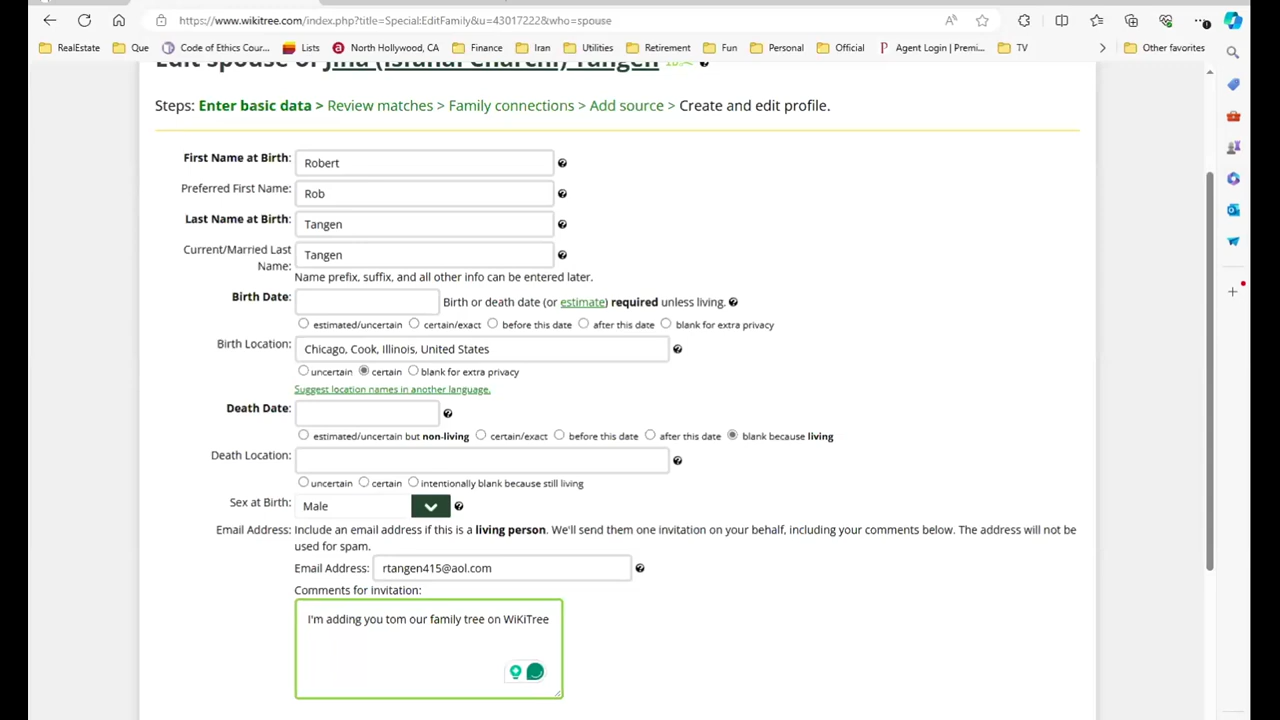 https://www.wikitree.com/index.php?title=Special:EditFamily&u=43017222&who=spouse
RealEstate Que Code of Ethics Cour... Lists North Hollywood, CA Finance Iran Utilities Retirement Fun Personal Official Agent Login | Premi... TV Other favorites
Edit spouse of Jina (Isfahai Charchi) Tangen
Steps: Enter basic data > Review matches > Family connections > Add source > Create and edit profile.
First Name at Birth: Robert
Preferred First Name: Rob
Last Name at Birth: Tangen
Current/Married Last Name: Tangen
Name prefix, suffix, and all other info can be entered later.
Birth Date: Birth or death date (or estimate) required unless living.
estimated/uncertain certain/exact before this date after this date blank for extra privacy
Birth Location: Chicago, Cook, Illinois, United States
uncertain certain blank for extra privacy
Suggest location names in another language.
Death Date:
estimated/uncertain but non-living certain/exact before this date after this date blank because living
Death Location:
uncertain certain intentionally blank because still living
Sex at Birth: Male
Email Address: Include an email address if this is a living person. We'll send them one invitation on your behalf, including your comments below. The address will not be
used for spam.
Email Address: rtangen415@aol.com
Comments for invitation:
I'm adding you tom our family tree on WiKiTree